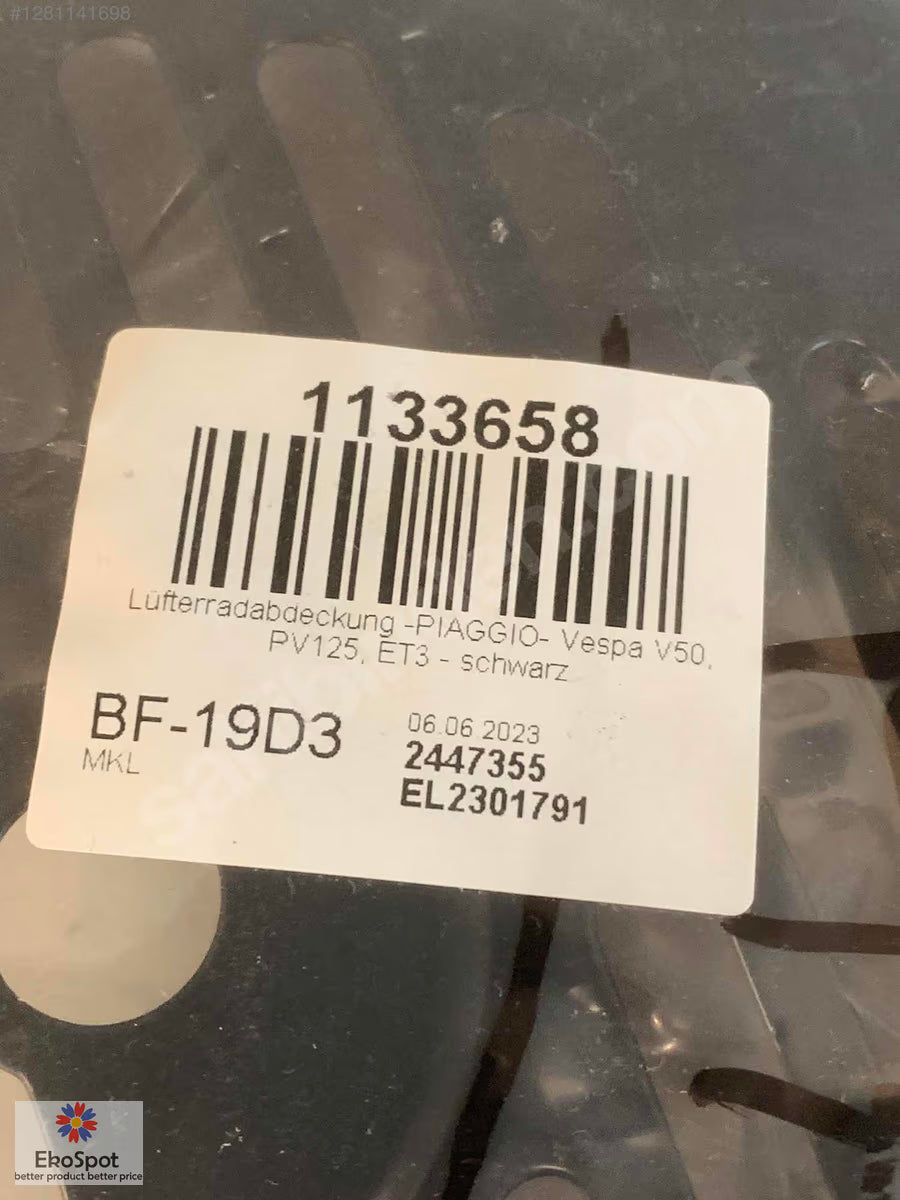 #1281141698
1133658
Lüfterradabdeckung -PIAGGIO- Vespa V50,
PV125, ET3 - schwarz
BF-19D3
MKL
06.06.2023
2447355
EL2301791
EkoSpot
better product better price